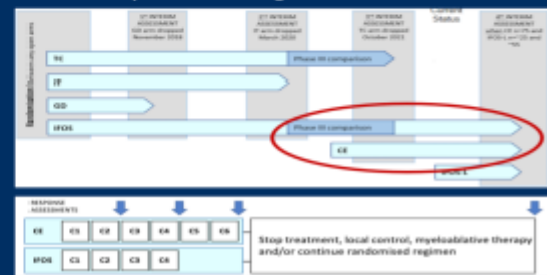 1ST INTERIM
ASSESSMENT
GD arm dropped
November 2018
2ND INTERIM
ASSESSMENT
IT arm dropped
March 2020
3RD INTERIM
ASSESSMENT
TC arm dropped
October 2021
Current
Status
ASSESSMENT
TC
Phase III comparison
IT
GD
IFOS
Phase III comparison
CE
IFOS-L
RESPONSE
ASSESSMENTS
CE C1 C2 C3 C4 C5 C6
IFOS C1 C2 C3 C4
Stop treatment, local control, myeloablative therapy
and/or continue randomised regimen